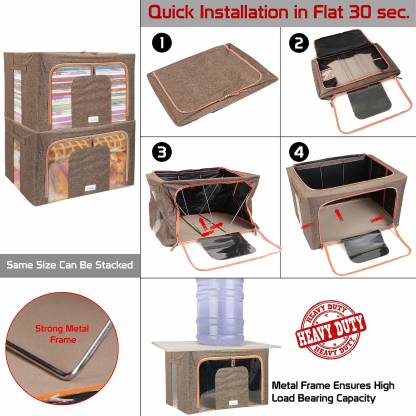 Quick Installation in Flat 30 sec.
1
2
3
4
Same Size Can Be Stacked
Strong Metal
Frame
HEAVY DUTY
HEAVY DUTY
HEAVY DUTY
Metal Frame Ensures High
Load Bearing Capacity